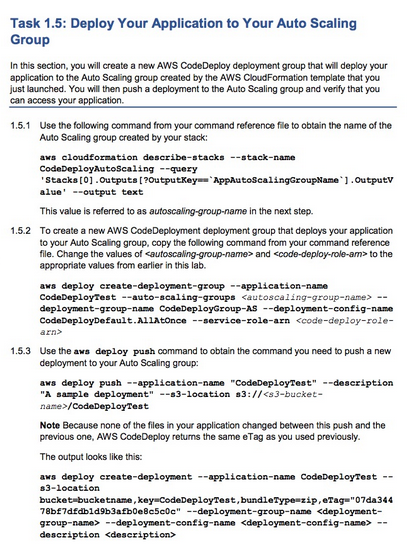 Task 1.5: Deploy Your Application to Your Auto Scaling
Group
In this section, you will create a new AWS CodeDeploy deployment group that will deploy your
application to the Auto Scaling group created by the AWS CloudFormation template that you
just launched. You will then push a deployment to the Auto Scaling group and verify that you
can access your application.
1.5.1 Use the following command from your command reference file to obtain the name of the
Auto Scaling group created by your stack:
aws cloudformation describe-stacks --stack-name
CodeDeployAutoScaling --query
'Stacks[0].Outputs[?OutputKey==`AppAutoScalingGroupName`].OutputV
alue' --output text
This value is referred to as autoscaling-group-name in the next step.
1.5.2 To create a new AWS CodeDeployment deployment group that deploys your application
to your Auto Scaling group, copy the following command from your command reference
file. Change the values of <autoscaling-group-name> and <code-deploy-role-arn> to the
appropriate values from earlier in this lab.
aws deploy create-deployment-group --application-name
CodeDeployTest --auto-scaling-groups <autoscaling-group-name> --
deployment-group-name CodeDeployGroup-AS --deployment-config-name
CodeDeployDefault.AllAtOnce --service-role-arn <code-deploy-role-
arn>
1.5.3 Use the aws deploy push command to obtain the command you need to push a new
deployment to your Auto Scaling group:
aws deploy push --application-name "CodeDeployTest" --description
"A sample deployment" --s3-location s3://<s3-bucket-
name>/CodeDeployTest
Note Because none of the files in your application changed between this push and the
previous one, AWS CodeDeploy returns the same eTag as you used previously.
The output looks like this:
aws deploy create-deployment --application-name CodeDeployTest --
s3-location
bucket=bucketname,key=CodeDeployTest,bundleType=zip,eTag="07da344
78bf7dfdb1d9b3afb0e8c5c0c" --deployment-group-name <deployment-
group-name> --deployment-config-name <deployment-config-name> --
description <description>